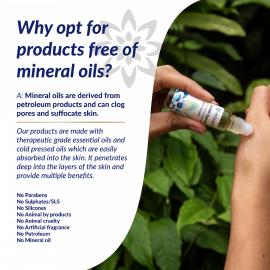 Why opt for
products free of
mineral oils?
A: Mineral oils are derived from
petroleum products and can clog
pores and suffocate skin.
Our products are made with
therapeutic grade essential oils and
cold pressed oils which are easily
absorbed into the skin. It penetrates
deep into the layers of the skin and
provide multiple benefits.
No Parabens
No Sulphates/SLS
No Silicones
No Animal by products
No Animal cruelty
No Artificial fragrance
No Petroleum
No Mineral oil